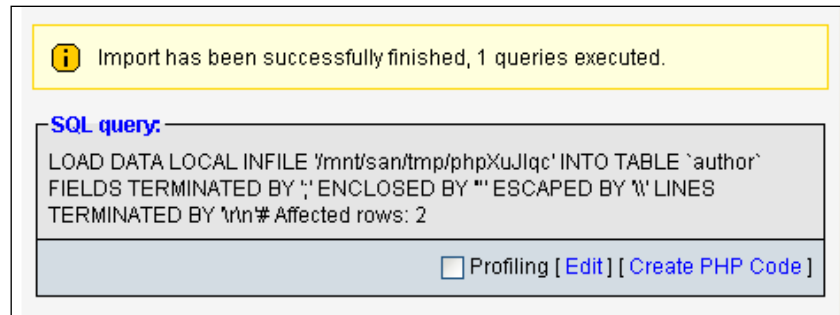 Import has been successfully finished, 1 queries executed.
SQL query:
LOAD DATA LOCAL INFILE '/mnt/san/tmp/phpXuJlqc' INTO TABLE `author`
FIELDS TERMINATED BY ';' ENCLOSED BY '"' ESCAPED BY '\\' LINES
TERMINATED BY '\r\n'# Affected rows: 2
Profiling [ Edit ] [ Create PHP Code ]